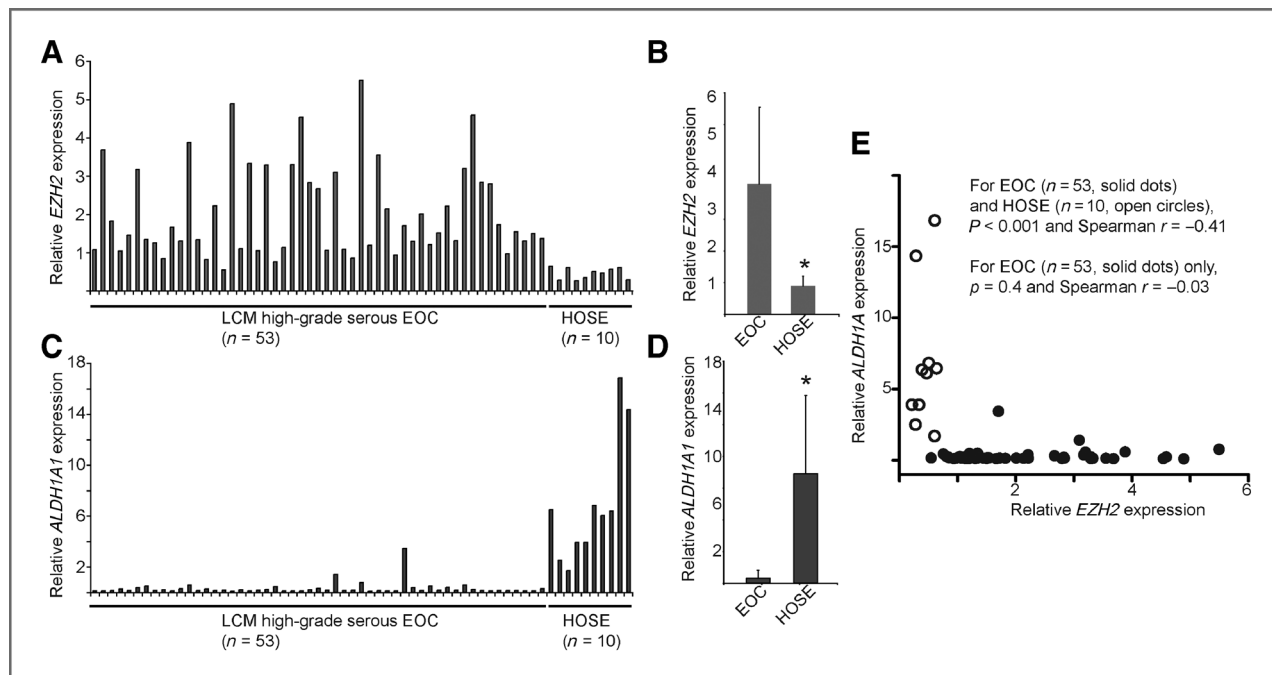 A
Relative EZH2 expression
6
5
4
3
2
1
LCM high-grade serous EOC
(n = 53)
HOSE
(n = 10)
B
Relative EZH2 expression
6
5
4
3
2
1
*
EOC
HOSE
C
Relative ALDH1A1 expression
18
14
10
6
2
LCM high-grade serous EOC
(n = 53)
HOSE
(n = 10)
D
Relative ALDH1A1 expression
18
14
10
6
2
*
EOC
HOSE
E
Relative ALDH1A expression
15
10
5
For EOC (n = 53, solid dots)
and HOSE (n = 10, open circles),
P < 0.001 and Spearman r = –0.41
For EOC (n = 53, solid dots) only,
p = 0.4 and Spearman r = –0.03
2
4
6
Relative EZH2 expression